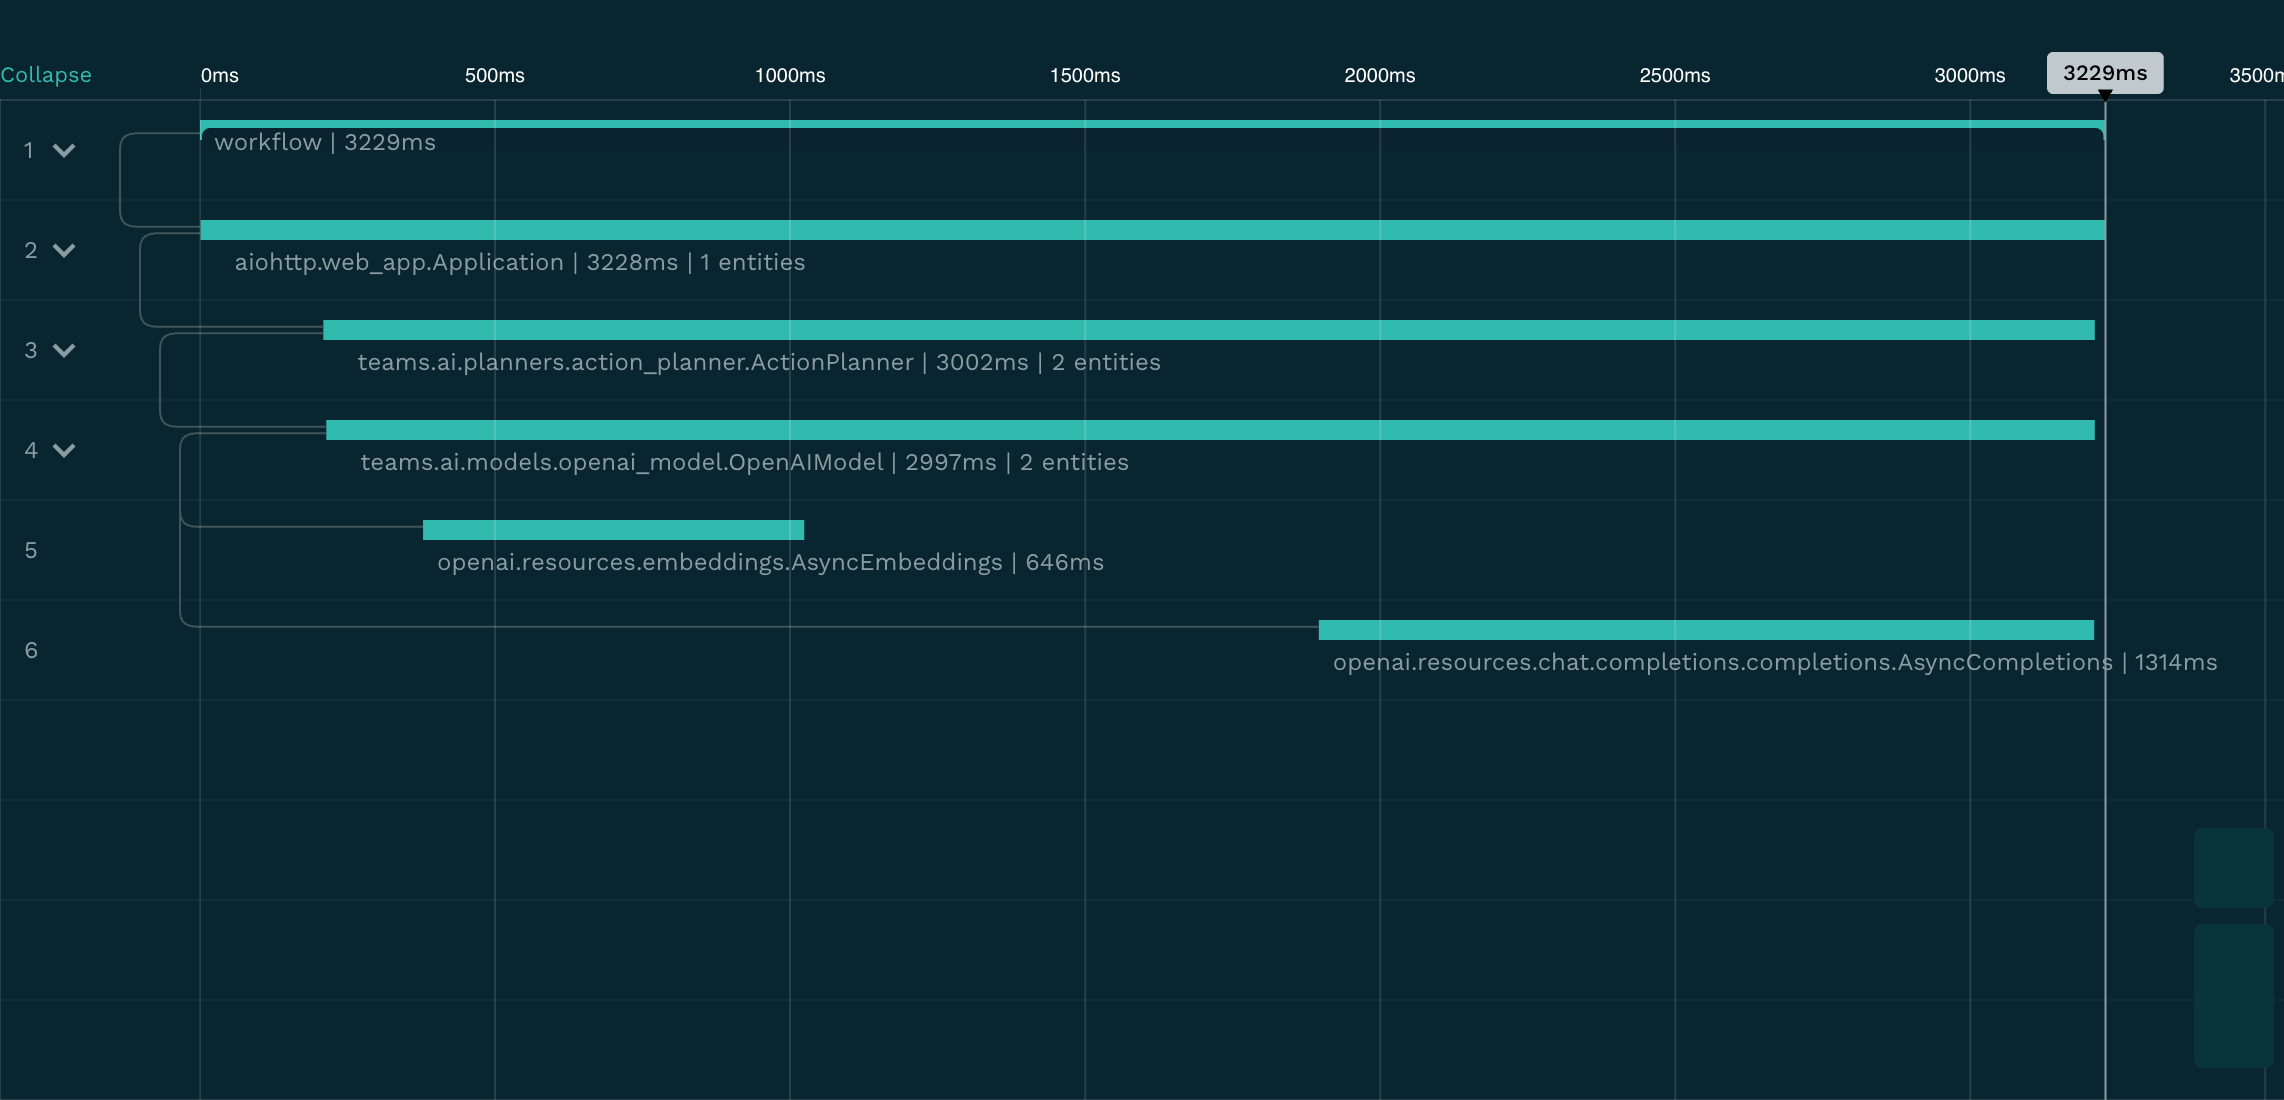 Collapse
0ms
500ms
1000ms
1500ms
2000ms
2500ms
3000ms
3229ms
3500m
1
workflow | 3229ms
2
aiohttp.web_app.Application | 3228ms | 1 entities
3
teams.ai.planners.action_planner.ActionPlanner | 3002ms | 2 entities
4
teams.ai.models.openai_model.OpenAIModel | 2997ms | 2 entities
5
openai.resources.embeddings.AsyncEmbeddings | 646ms
6
openai.resources.chat.completions.completions.AsyncCompletions | 1314ms